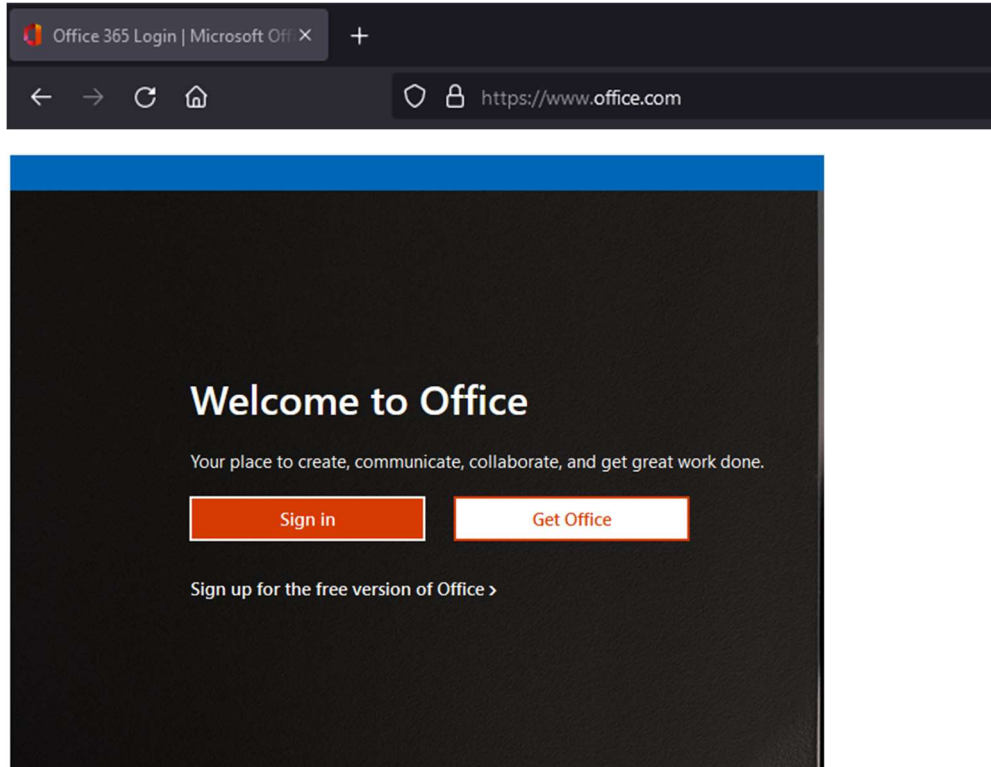 Office 365 Login | Microsoft Off
https://www.office.com
Welcome to Office
Your place to create, communicate, collaborate, and get great work done.
Sign in
Get Office
Sign up for the free version of Office >